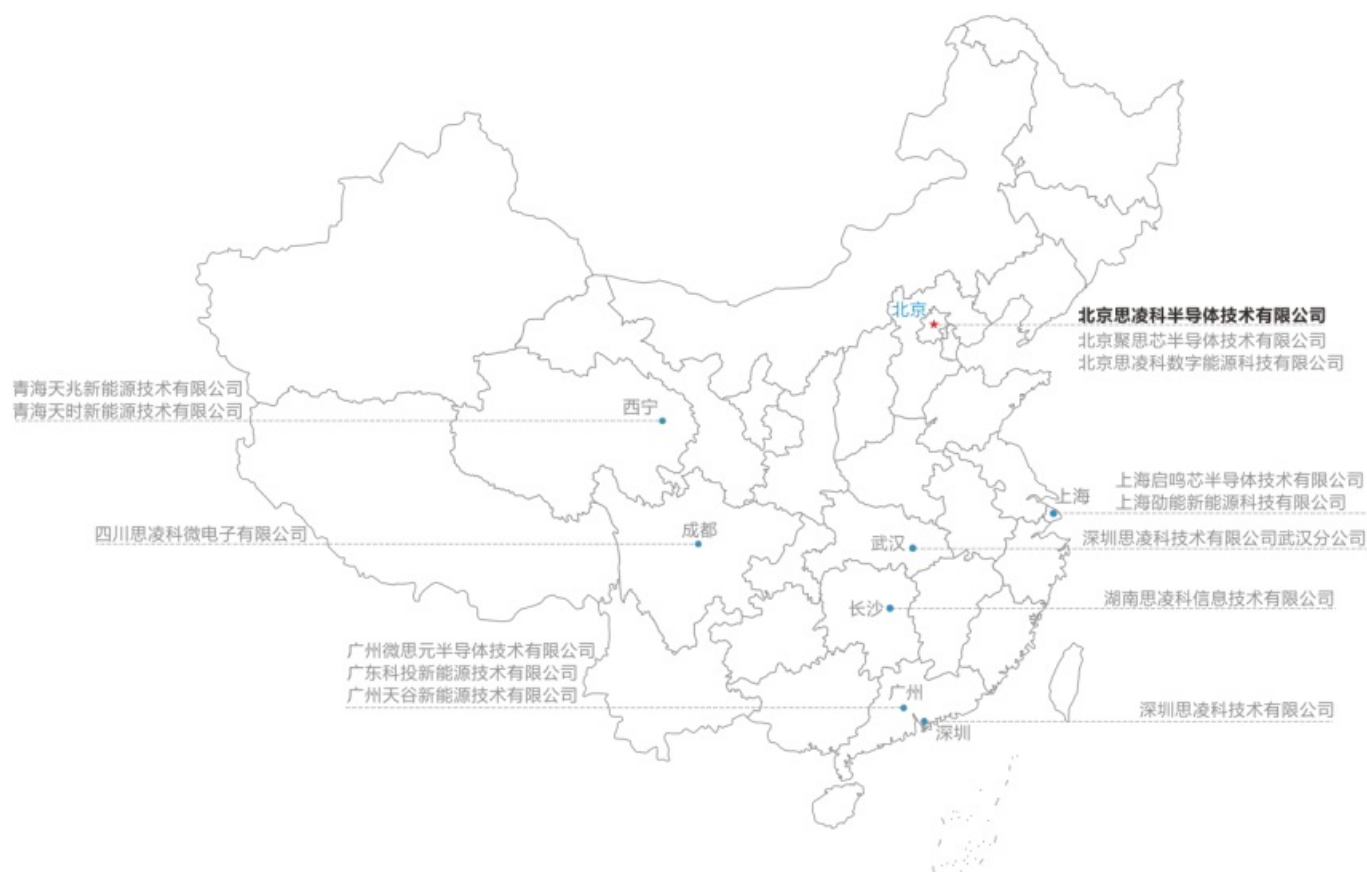 北京
北京思凌科半导体技术有限公司
北京聚思芯半导体技术有限公司
北京思凌科数字能源科技有限公司
青海天兆新能源技术有限公司
青海天时新能源技术有限公司
西宁
上海
上海启鸣芯半导体技术有限公司
上海劭能新能源科技有限公司
四川思凌科微电子有限公司
成都
武汉
深圳思凌科技术有限公司武汉分公司
长沙
湖南思凌科信息技术有限公司
广州微思元半导体技术有限公司
广东科投新能源技术有限公司
广州天谷新能源技术有限公司
广州
深圳
深圳思凌科技术有限公司